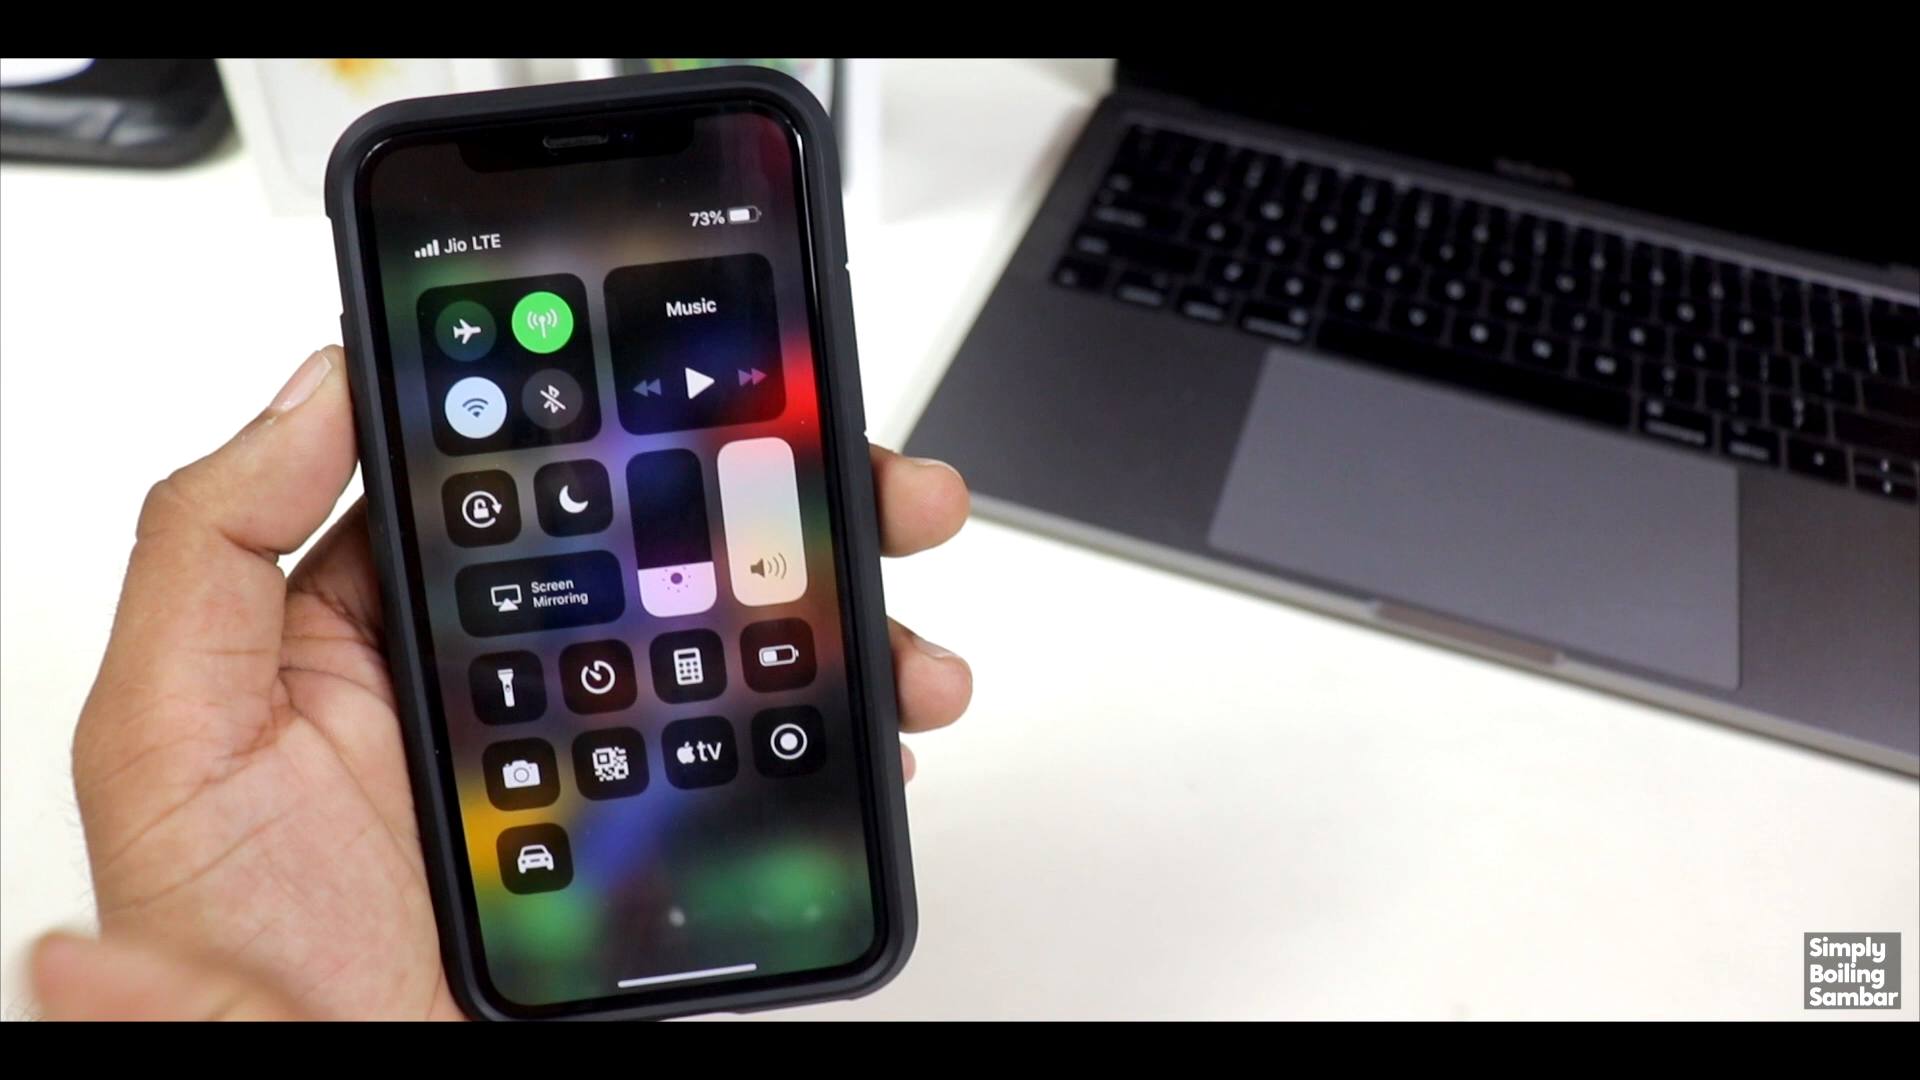 73%
Jio LTE
Music
Screen
Mirroring
tv
Simply
Boiling
Sambar